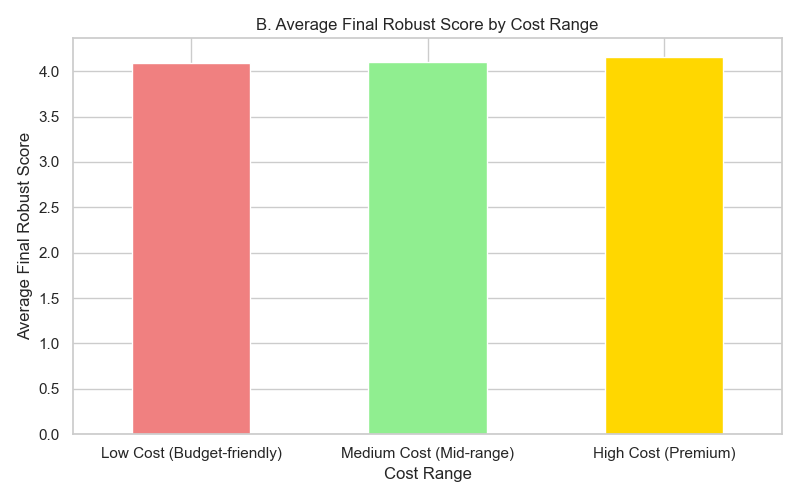 B. Average Final Robust Score by Cost Range
Average Final Robust Score
4.0
3.5
3.0
2.5
2.0
1.5
1.0
0.5
0.0
Low Cost (Budget-friendly)
Medium Cost (Mid-range)
High Cost (Premium)
Cost Range